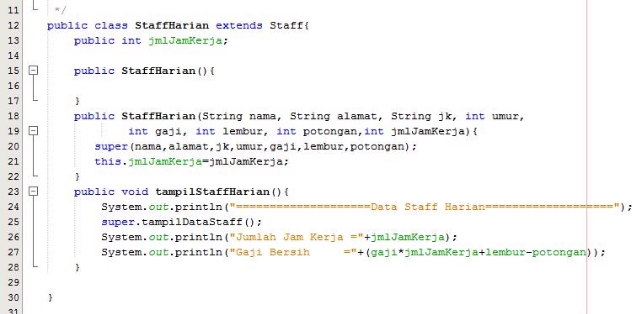 11 */
12 public class StaffHarian extends Staff{
13 public int jmlJamKerja;
14
15 public StaffHarian(){
16
17 }
18 public StaffHarian(String nama, String alamat, String jk, int umur,
19 int gaji, int lembur, int potongan,int jmlJamKerja){
20 super(nama,alamat,jk,umur,gaji,lembur,potongan);
21 this.jmlJamKerja=jmlJamKerja;
22 }
23 public void tampilStaffHarian(){
24 System.out.println("====================Data Staff Harian===================");
25 super.tampilDataStaff();
26 System.out.println("Jumlah Jam Kerja ="+jmlJamKerja);
27 System.out.println("Gaji Bersih     ="+(gaji*jmlJamKerja+lembur-potongan));
28 }
29
30 }
31